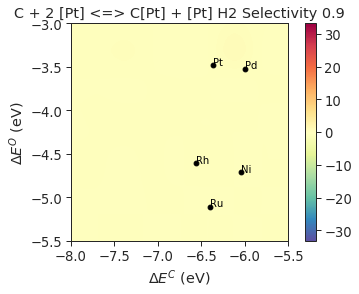 C + 2 [Pt] <=> C[Pt] + [Pt] H2 Selectivity 0.9
−3.0
−3.5
−4.0
−4.5
−5.0
−5.5
ΔE^O (eV)
Pt
Pd
Rh
Ni
Ru
−8.0 −7.5 −7.0 −6.5 −6.0 −5.5
ΔE^C (eV)
30
20
10
0
−10
−20
−30